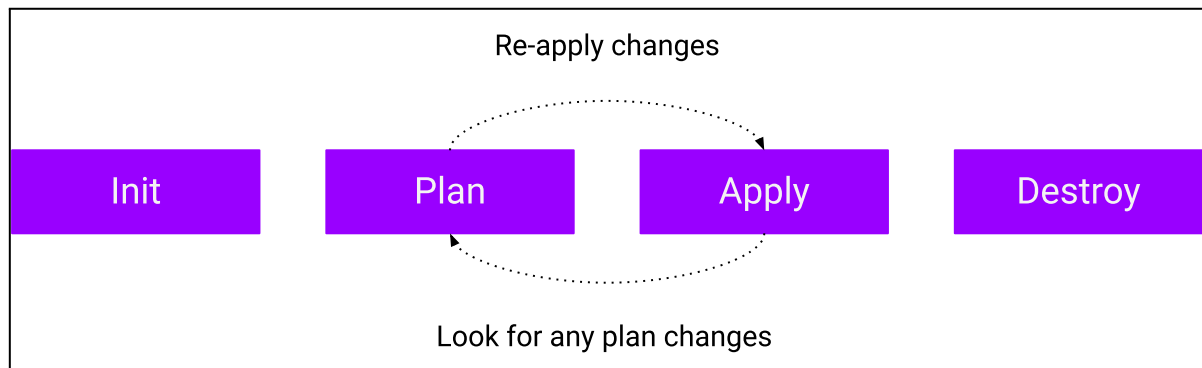 Re-apply changes
Init
Plan
Apply
Destroy
Look for any plan changes